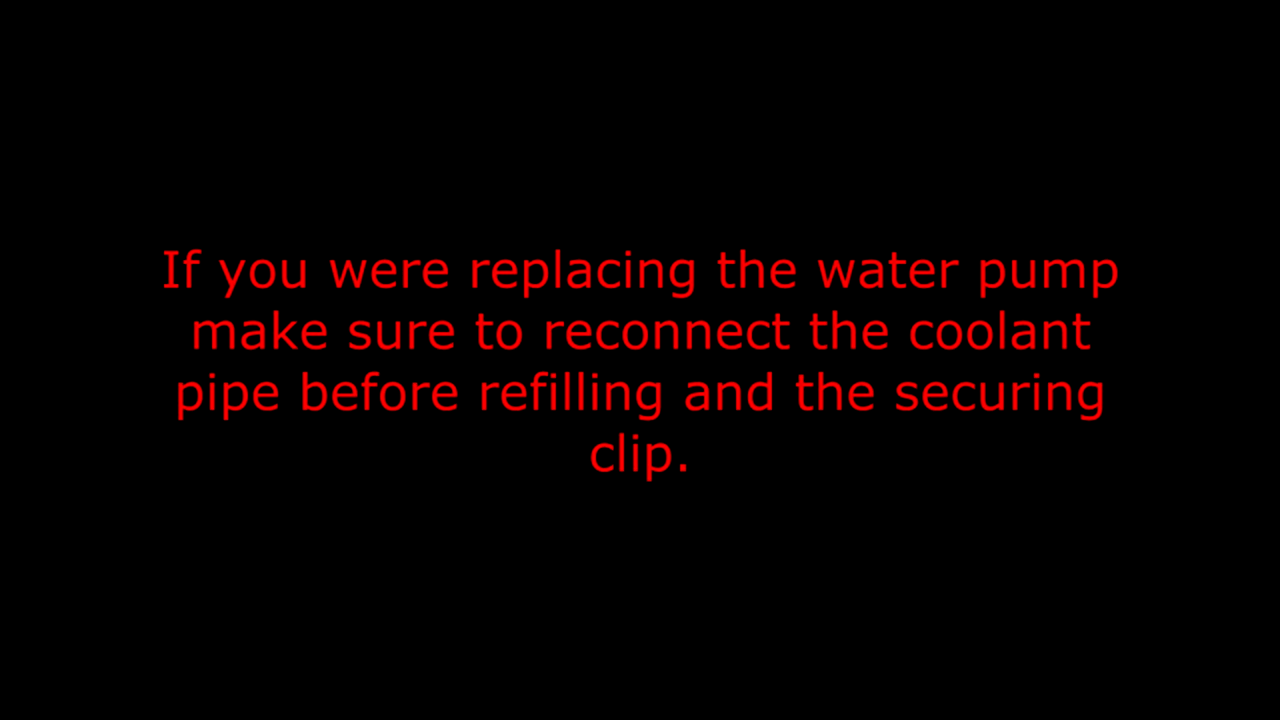 If you were replacing the water pump
make sure to reconnect the coolant
pipe before refilling and the securing
clip.